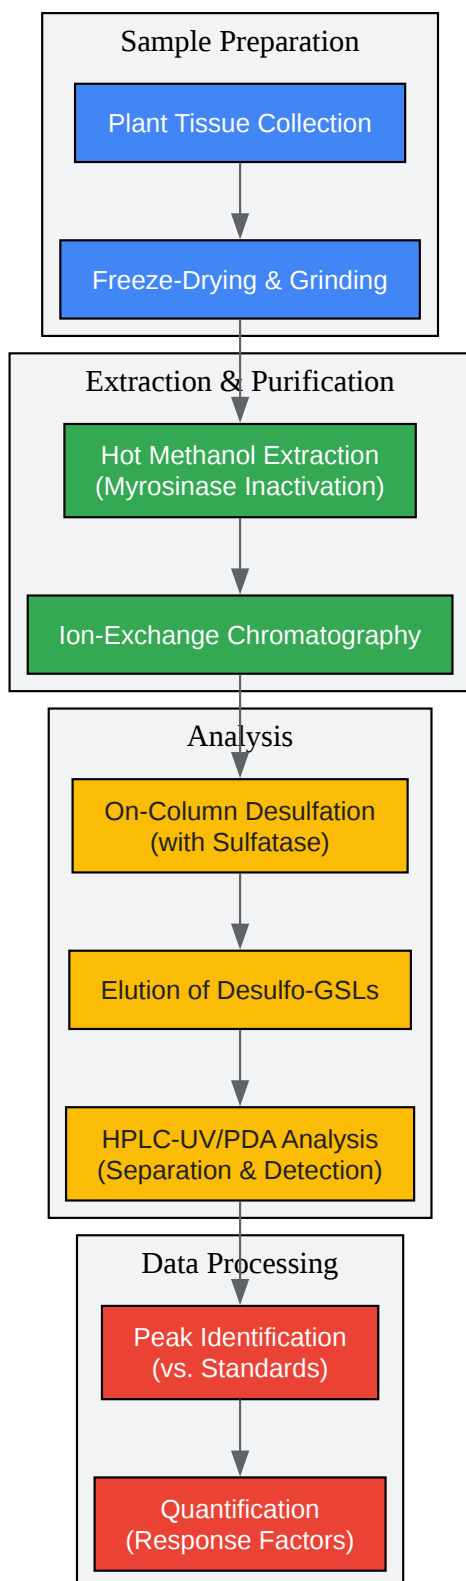 Sample Preparation
Plant Tissue Collection
Freeze-Drying & Grinding
Extraction & Purification
Hot Methanol Extraction
(Myrosinase Inactivation)
Ion-Exchange Chromatography
Analysis
On-Column Desulfation
(with Sulfatase)
Elution of Desulfo-GSLs
HPLC-UV/PDA Analysis
(Separation & Detection)
Data Processing
Peak Identification
(vs. Standards)
Quantification
(Response Factors)